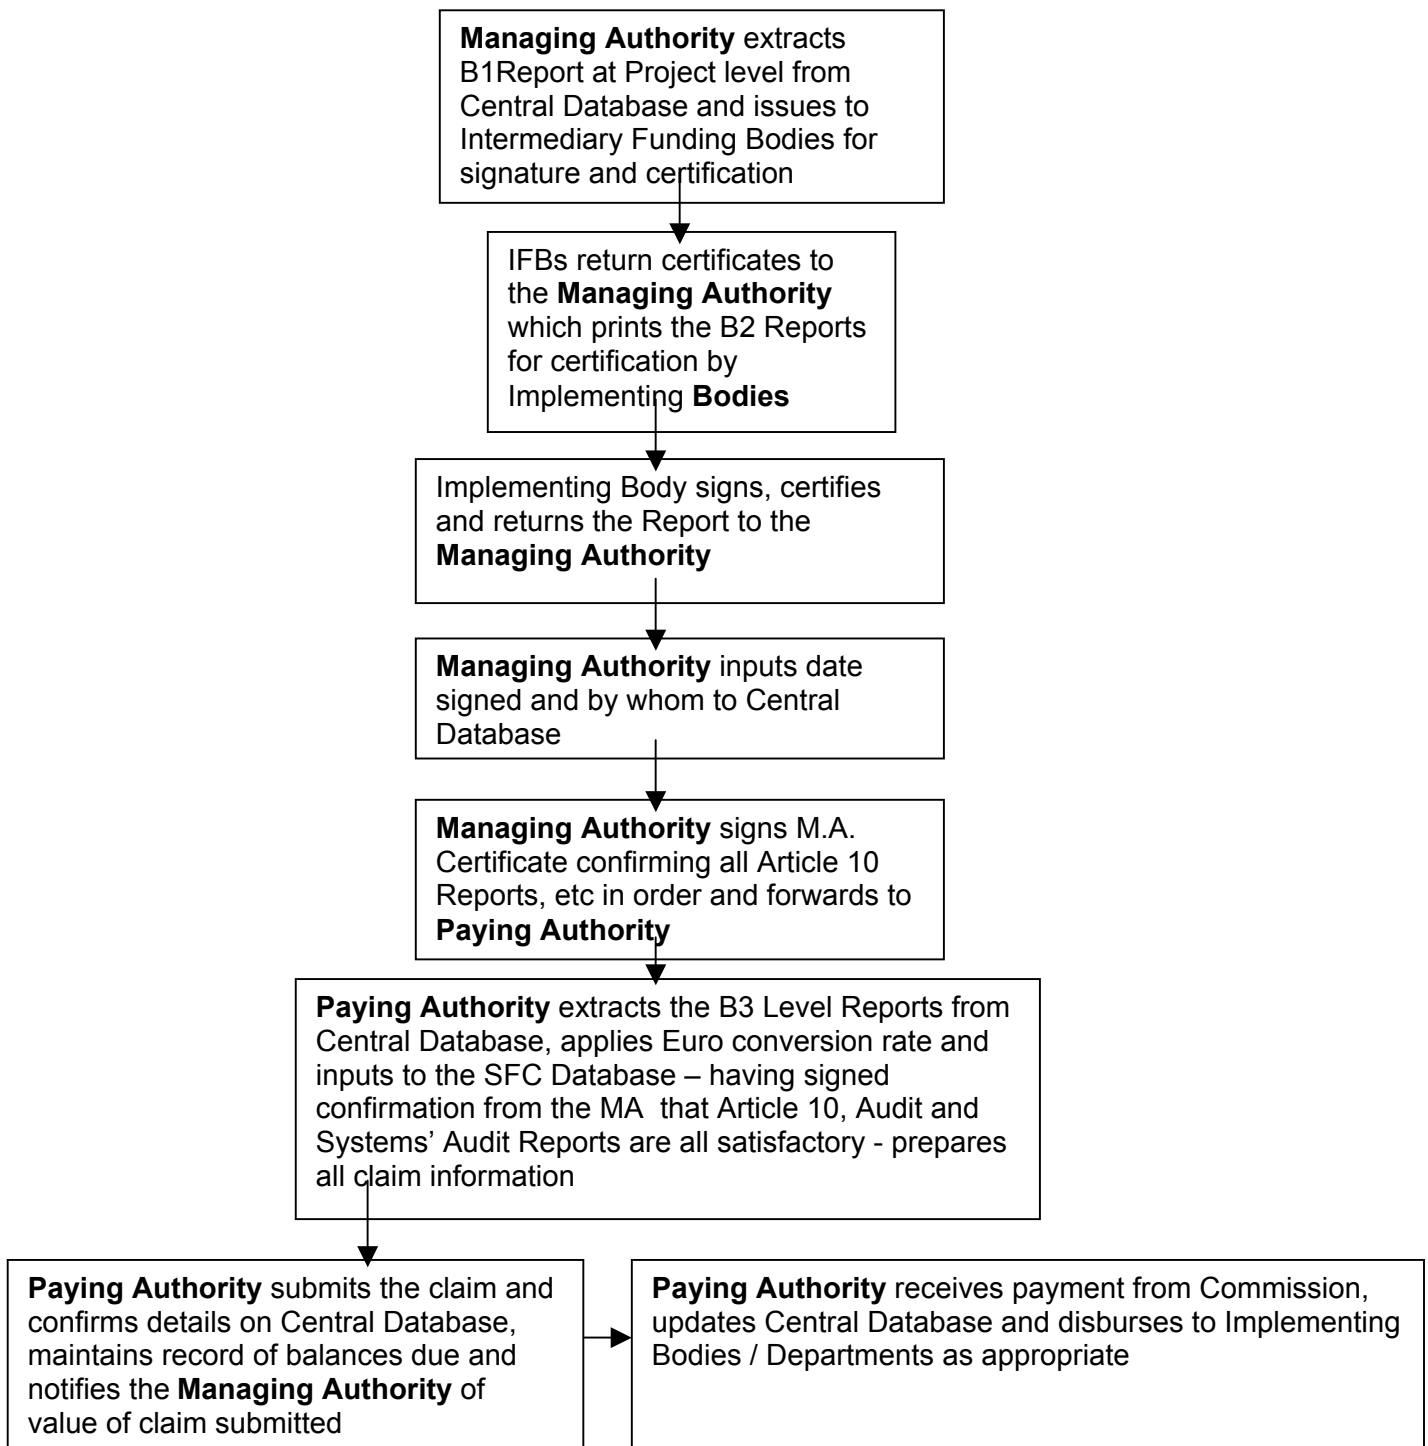 Managing Authority extracts
B1Report at Project level from
Central Database and issues to
Intermediary Funding Bodies for
signature and certification
IFBs return certificates to
the Managing Authority
which prints the B2 Reports
for certification by
Implementing Bodies
Implementing Body signs, certifies
and returns the Report to the
Managing Authority
Managing Authority inputs date
signed and by whom to Central
Database
Managing Authority signs M.A.
Certificate confirming all Article 10
Reports, etc in order and forwards to
Paying Authority
Paying Authority extracts the B3 Level Reports from
Central Database, applies Euro conversion rate and
inputs to the SFC Database – having signed
confirmation from the MA  that Article 10, Audit and
Systems’ Audit Reports are all satisfactory - prepares
all claim information
Paying Authority submits the claim and
confirms details on Central Database,
maintains record of balances due and
notifies the Managing Authority of
value of claim submitted
Paying Authority receives payment from Commission,
updates Central Database and disburses to Implementing
Bodies / Departments as appropriate